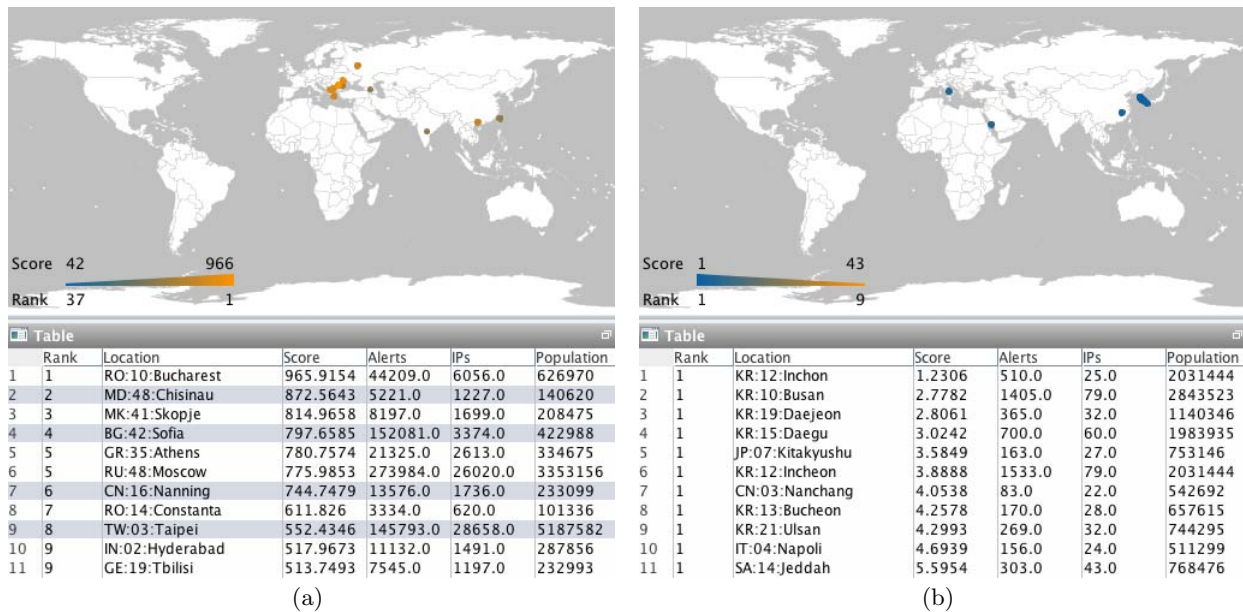 Score 42 966
Rank 37 1
Table
Rank Location Score Alerts IPs Population
1 1 RO:10:Bucharest 965.9154 44209.0 6056.0 626970
2 2 MD:48:Chisinau 872.5643 5221.0 1227.0 140620
3 3 MK:41:Skopje 814.9658 8197.0 1699.0 208475
4 4 BG:42:Sofia 797.6585 152081.0 3374.0 422988
5 5 GR:35:Athens 780.7574 21325.0 2613.0 334675
6 5 RU:48:Moscow 775.9853 273984.0 26020.0 3353156
7 6 CN:16:Nanning 744.7479 13576.0 1736.0 233099
8 7 RO:14:Constanta 611.826 3334.0 620.0 101336
9 8 TW:03:Taipei 552.4346 145793.0 28658.0 5187582
10 9 IN:02:Hyderabad 517.9673 11132.0 1491.0 287856
11 9 GE:19:Tbilisi 513.7493 7545.0 1197.0 232993
(a)
Score 1 43
Rank 1 9
Table
Rank Location Score Alerts IPs Population
1 1 KR:12:Inchon 1.2306 510.0 25.0 2031444
2 1 KR:10:Busan 2.7782 1405.0 79.0 2843523
3 1 KR:19:Daejeon 2.8061 365.0 32.0 1140346
4 1 KR:15:Daegu 3.0242 700.0 60.0 1983935
5 1 JP:07:Kitakyushu 3.5849 163.0 27.0 753146
6 1 KR:12:Incheon 3.8888 1533.0 79.0 2031444
7 1 CN:03:Nanchang 4.0538 83.0 22.0 542692
8 1 KR:13:Bucheon 4.2578 170.0 28.0 657615
9 1 KR:21:Ulsan 4.2993 269.0 32.0 744295
10 1 IT:04:Napoli 4.6939 156.0 24.0 511299
11 1 SA:14:Jeddah 5.5954 303.0 43.0 768476
(b)